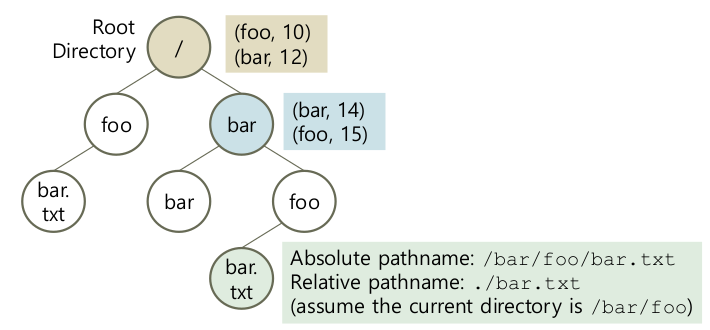 Root
Directory
/
(foo, 10)
(bar, 12)
foo
bar
(bar, 14)
(foo, 15)
bar.
txt
bar
foo
bar.
txt
Absolute pathname: /bar/foo/bar.txt
Relative pathname: ./bar.txt
(assume the current directory is /bar/foo)